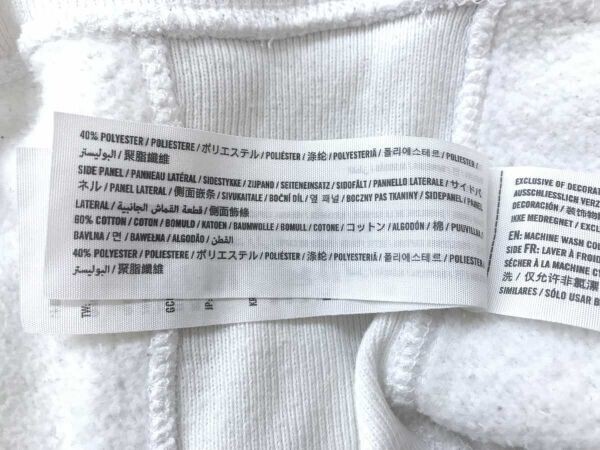 40% POLYESTER / POLIESTERE / ポリエステル / POLIÉSTER / 涤纶 / POLYESTERIÄ / 폴리에스테르 / POLIESTER /
البوليستر / 聚脂纖維
SIDE PANEL / PANNEAU LATÉRAL / SIDESTYKKE / ZIJPAND / SEITENEINSATZ / SIDOFÄLT / PANNELLO LATERALE / サイドパ
ネル / PANEL LATERAL / 側面嵌条 / SIVUKAITALE / BOČNÍ DÍL / 옆 패널 / BOCZNY PAS TKANINY / SIDEPANEL / PANEL
LATERAL / قطعة القماش الجانبية / 側面飾條
60% COTTON / COTON / BOMULD / KATOEN / BAUMWOLLE / BOMULL / COTONE / コットン / ALGODÓN / 棉 / PUUVILLAA /
BAVLNA / 면 / BAWEŁNA / ALGODÃO / القطن
40% POLYESTER / POLIESTERE / ポリエステル / POLIÉSTER / 涤纶 / POLYESTERIÄ / 폴리에스테르 / POLIESTER
البوليستر / 聚脂纖維
EXCLUSIVE OF DECORAT
AUSSCHLIESSLICH VERZ
DECORACIÓN / 装饰物
IKKE MEDREGNET / EXCL
EN: MACHINE WASH COL
SIDE FR: LAVER À FROID
SÉCHER À LA MACHINE
洗 / 仅允许非氯漂
SIMILARES / SÓLO USAR B